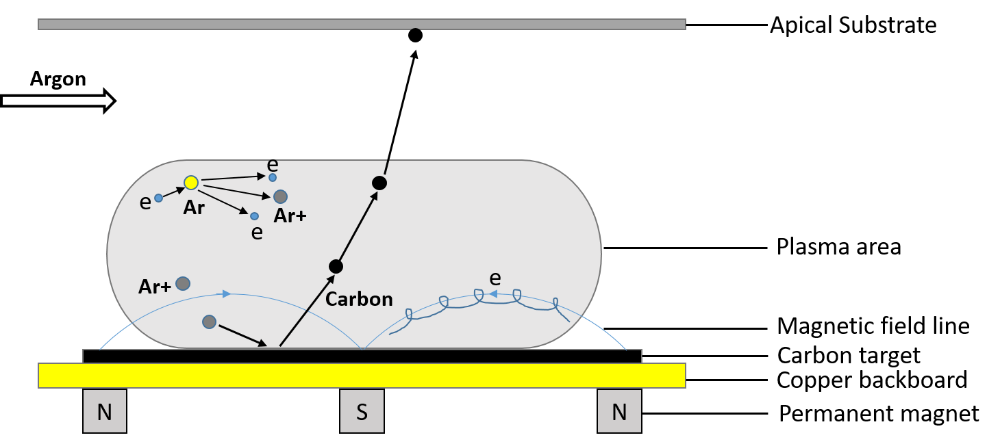 Apical Substrate
Argon
e
e
Ar
Ar+
e
Plasma area
e
Ar+
Carbon
Magnetic field line
Carbon target
Copper backboard
N
S
N
Permanent magnet